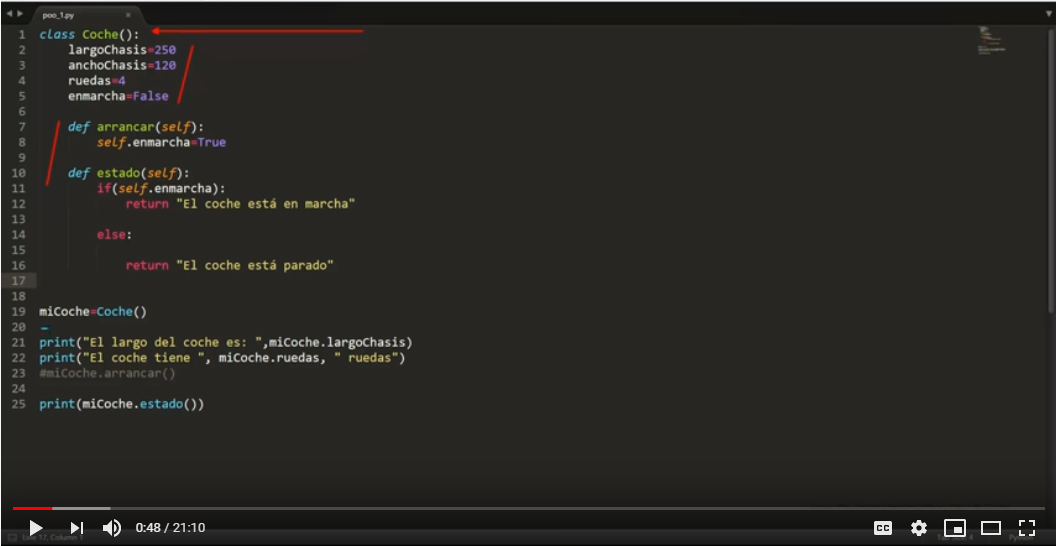 poo_1.py ×
1 class Coche():
2     largoChasis=250
3     anchoChasis=120
4     ruedas=4
5     enmarcha=False
6
7     def arrancar(self):
8         self.enmarcha=True
9
10     def estado(self):
11         if(self.enmarcha):
12             return "El coche está en marcha"
13
14         else:
15
16             return "El coche está parado"
17
18
19 miCoche=Coche()
20
21 print("El largo del coche es: ",miCoche.largoChasis)
22 print("El coche tiene ", miCoche.ruedas, " ruedas")
23 #miCoche.arrancar()
24
25 print(miCoche.estado())
0:48 / 21:10
CC
Line 17, Column 1